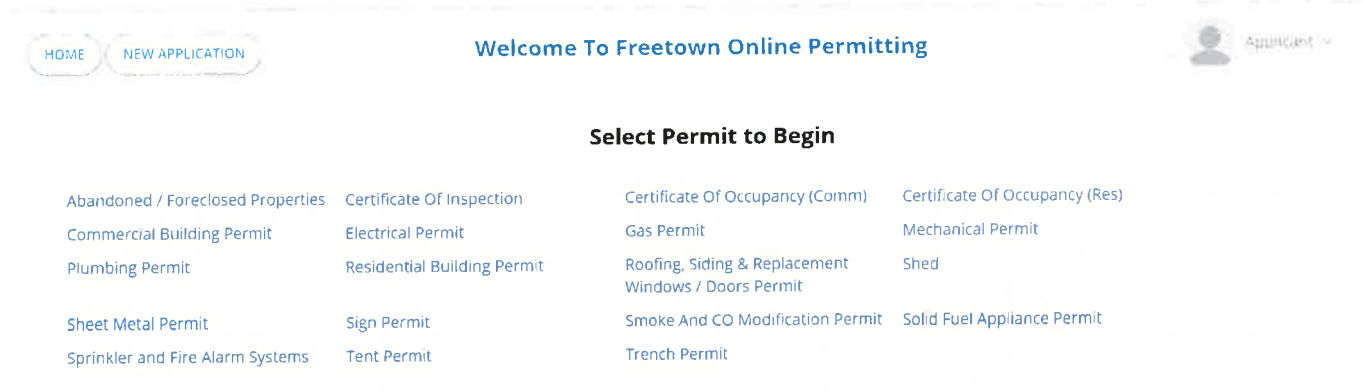 HOME NEW APPLICATION Welcome To Freetown Online Permitting Applicant
Select Permit to Begin
Abandoned / Foreclosed Properties Certificate Of Inspection Certificate Of Occupancy (Comm) Certificate Of Occupancy (Res)
Commercial Building Permit Electrical Permit Gas Permit Mechanical Permit
Plumbing Permit Residential Building Permit Roofing, Siding & Replacement Shed
Windows / Doors Permit
Sheet Metal Permit Sign Permit Smoke And CO Modification Permit Solid Fuel Appliance Permit
Sprinkler and Fire Alarm Systems Tent Permit Trench Permit